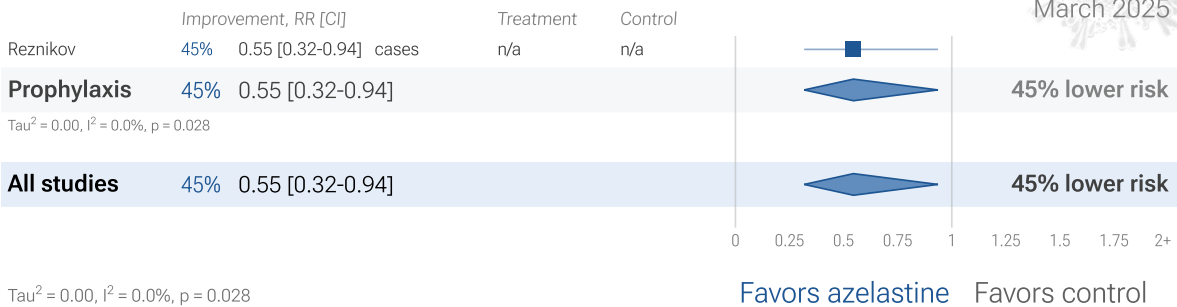 March 2025
Improvement, RR [CI] Treatment Control
Reznikov 45% 0.55 [0.32-0.94] cases n/a n/a
Prophylaxis 45% 0.55 [0.32-0.94] 45% lower risk
Tau² = 0.00, I² = 0.0%, p = 0.028
All studies 45% 0.55 [0.32-0.94] 45% lower risk
0 0.25 0.5 0.75 1 1.25 1.5 1.75 2+
Tau² = 0.00, I² = 0.0%, p = 0.028 Favors azelastine Favors control